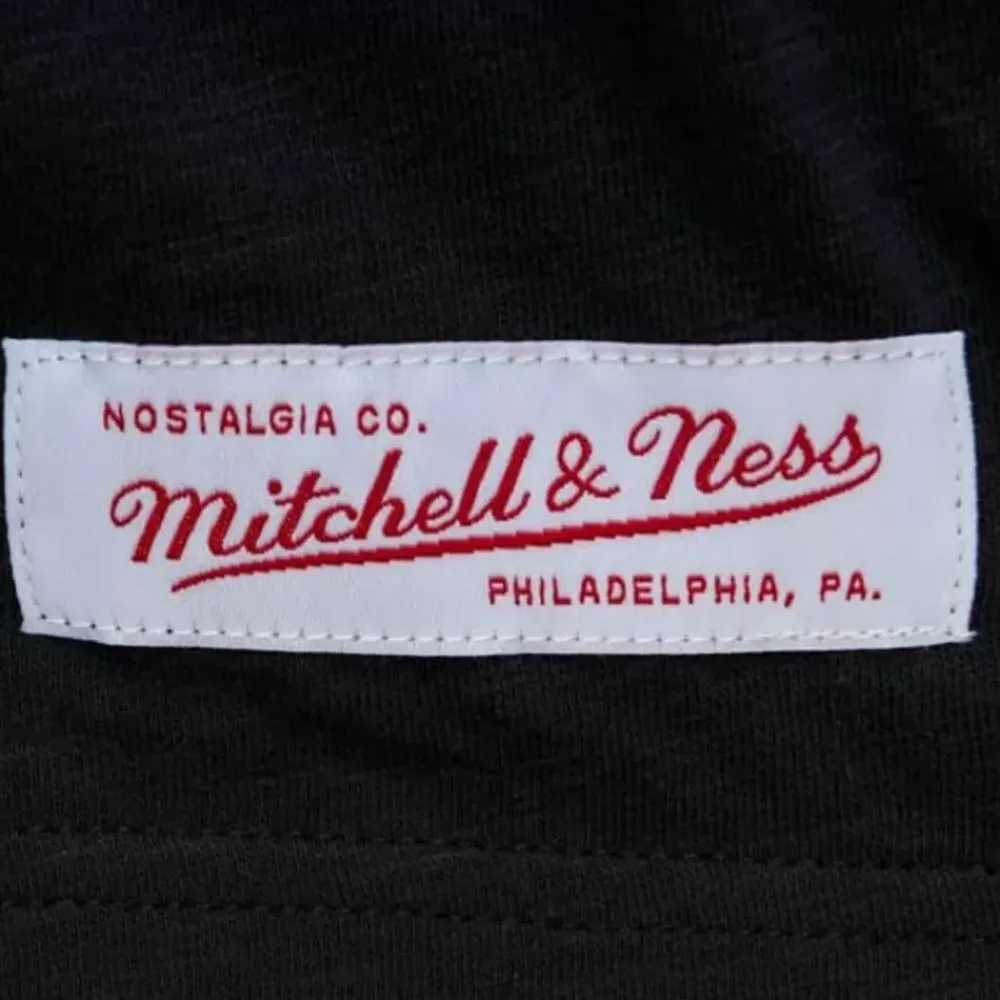 NOSTALGIA CO.
Mitchell & Ness
PHILADELPHIA, PA.